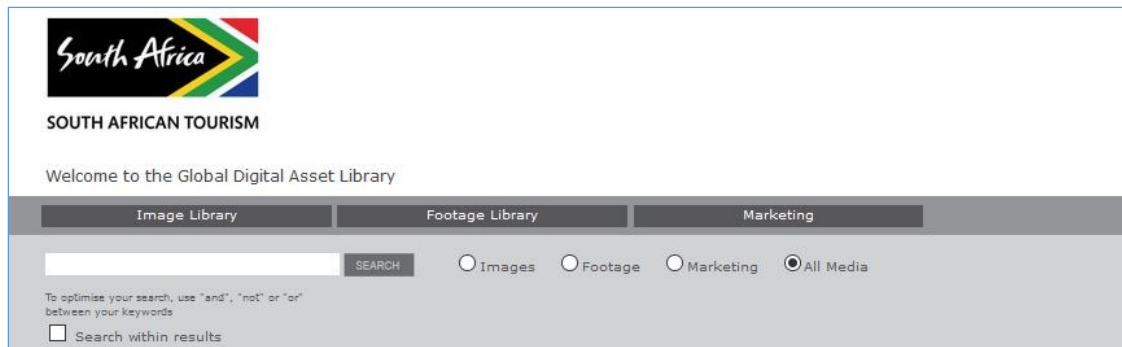 South Africa
SOUTH AFRICAN TOURISM
Welcome to the Global Digital Asset Library
Image Library Footage Library Marketing
SEARCH Images Footage Marketing All Media
To optimise your search, use "and", "not" or "or"
between your keywords
Search within results